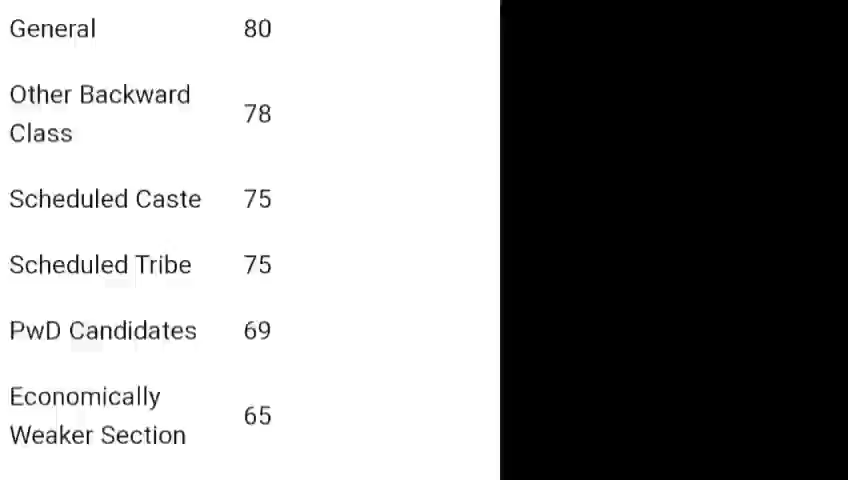 General 80
Other Backward
Class 78
Scheduled Caste 75
Scheduled Tribe 75
PwD Candidates 69
Economically
Weaker Section 65